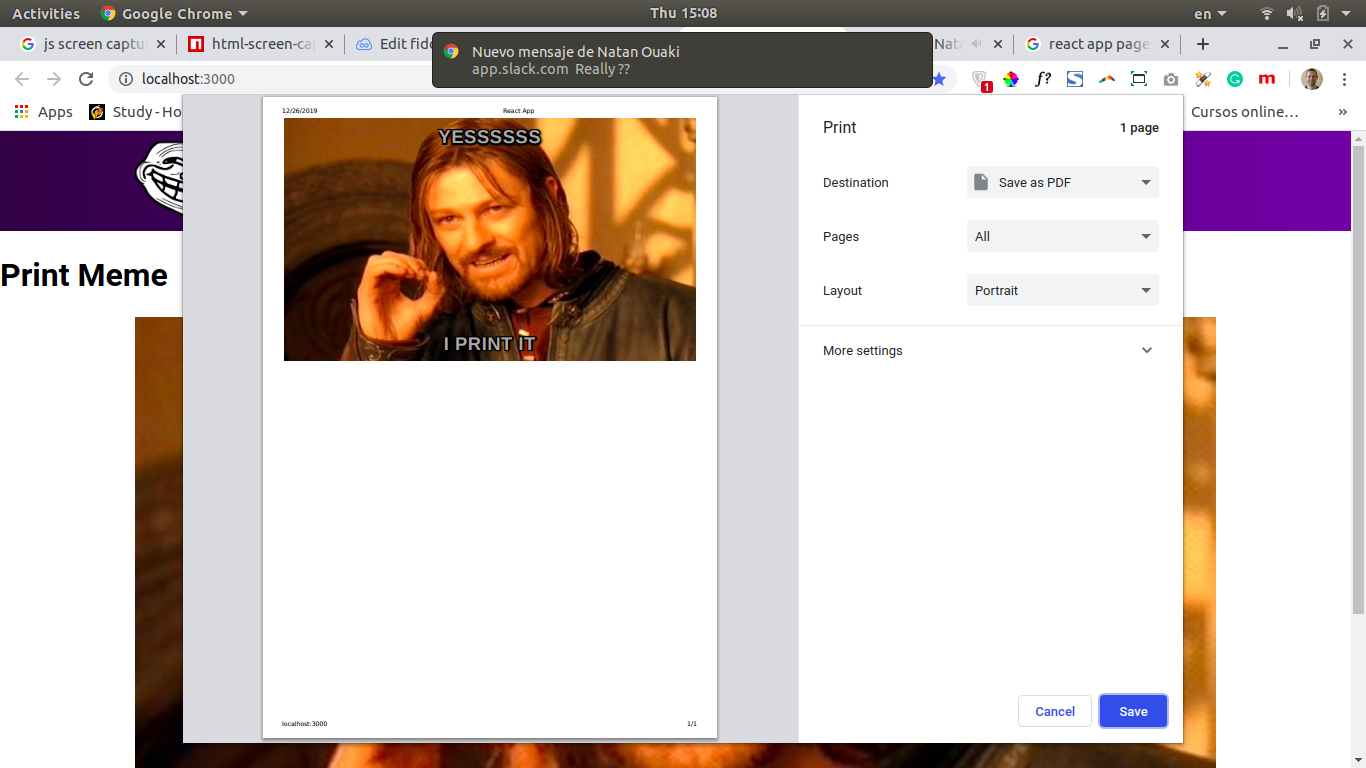 Activities Google Chrome Thu 15:08 en
js screen captu html-screen-ca Edit fidd Nat react app page
Nuevo mensaje de Natan Ouaki
app.slack.com Really ??
localhost:3000 1 f? m
Apps Study - Ho Cursos online… »
12/26/2019 React App
YESSSSSS
I PRINT IT
localhost:3000 1/1
Print 1 page
Destination Save as PDF
Pages All
Layout Portrait
More settings
Cancel Save
Print Meme